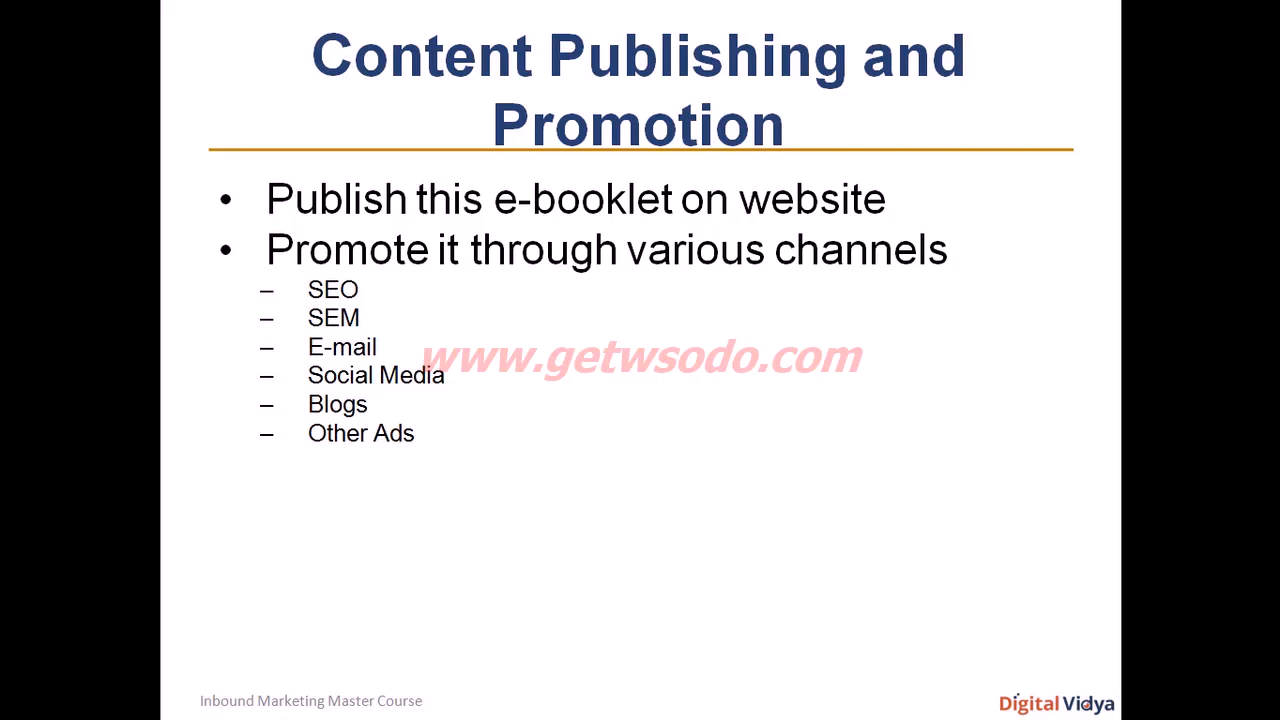 Content Publishing and
Promotion
• Publish this e-booklet on website
• Promote it through various channels
– SEO
– SEM
– E-mail
www.getwsodo.com
– Social Media
– Blogs
– Other Ads
Inbound Marketing Master Course
Digital Vidya